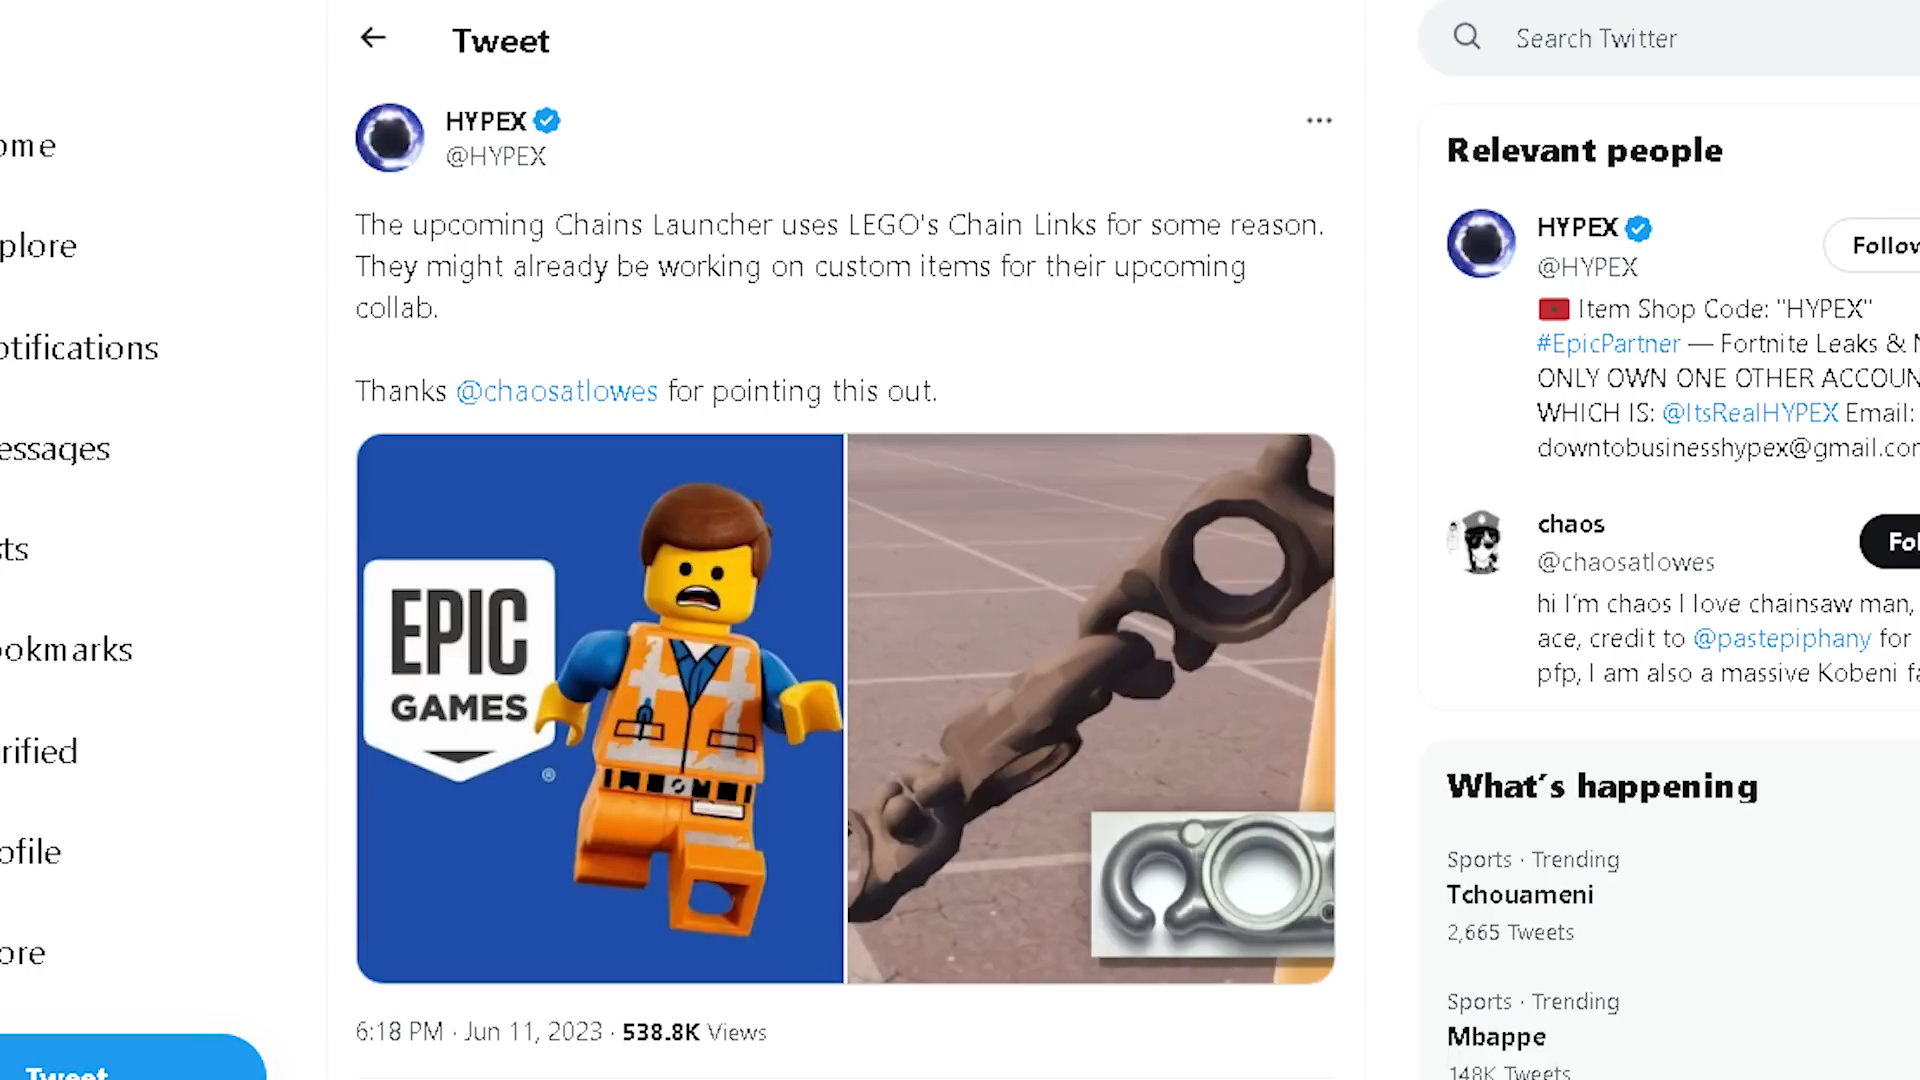 Tweet
Search Twitter
HYPEX
@HYPEX
The upcoming Chains Launcher uses LEGO's Chain Links for some reason.
They might already be working on custom items for their upcoming
collab.
Thanks @chaosatlowes for pointing this out.
EPIC
GAMES
®
6:18 PM · Jun 11, 2023 · 538.8K Views
ome
plore
otifications
essages
sts
ookmarks
rified
ofile
ore
Tweet
Relevant people
HYPEX
@HYPEX
Follow
Item Shop Code: "HYPEX"
#EpicPartner — Fortnite Leaks & N
ONLY OWN ONE OTHER ACCOUN
WHICH IS: @ItsRealHYPEX Email:
downtobusinesshypex@gmail.com
chaos
@chaosatlowes
Fol
hi I'm chaos I love chainsaw man,
ace, credit to @pastepiphany for
pfp, I am also a massive Kobeni fa
What's happening
Sports · Trending
Tchouameni
2,665 Tweets
Sports · Trending
Mbappe
148K Tweets